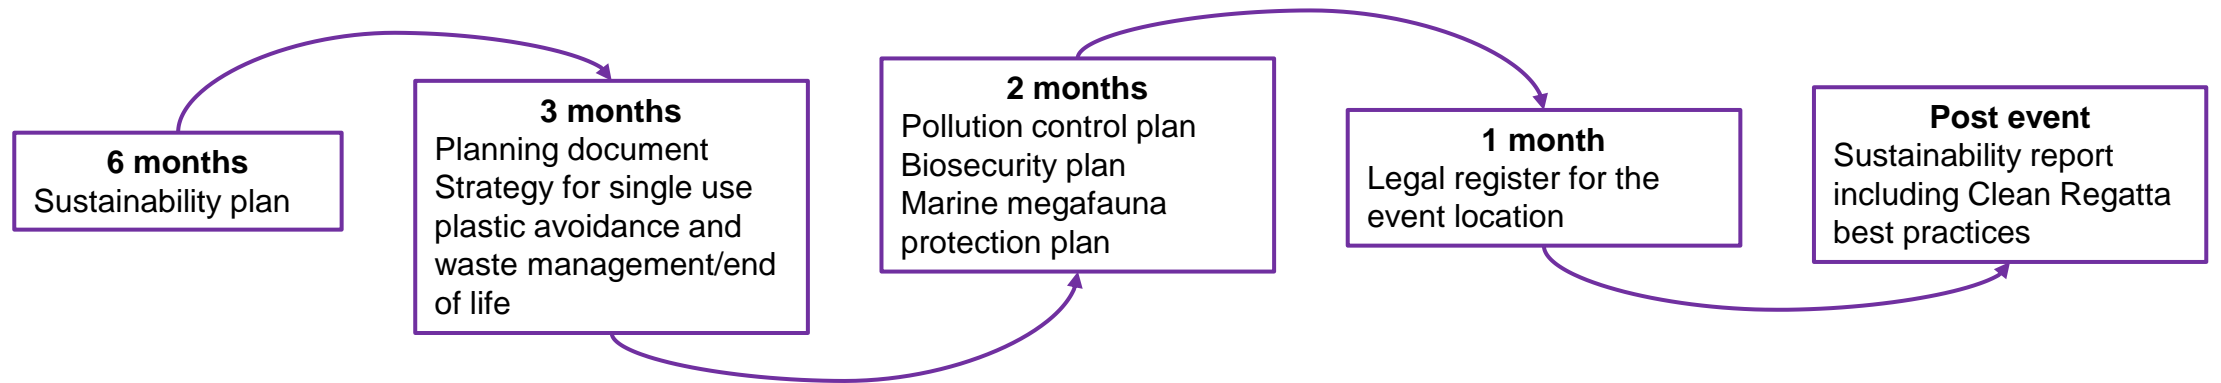 6 months
Sustainability plan
3 months
Planning document
Strategy for single use
plastic avoidance and
waste management/end
of life
2 months
Pollution control plan
Biosecurity plan
Marine megafauna
protection plan
1 month
Legal register for the
event location
Post event
Sustainability report
including Clean Regatta
best practices